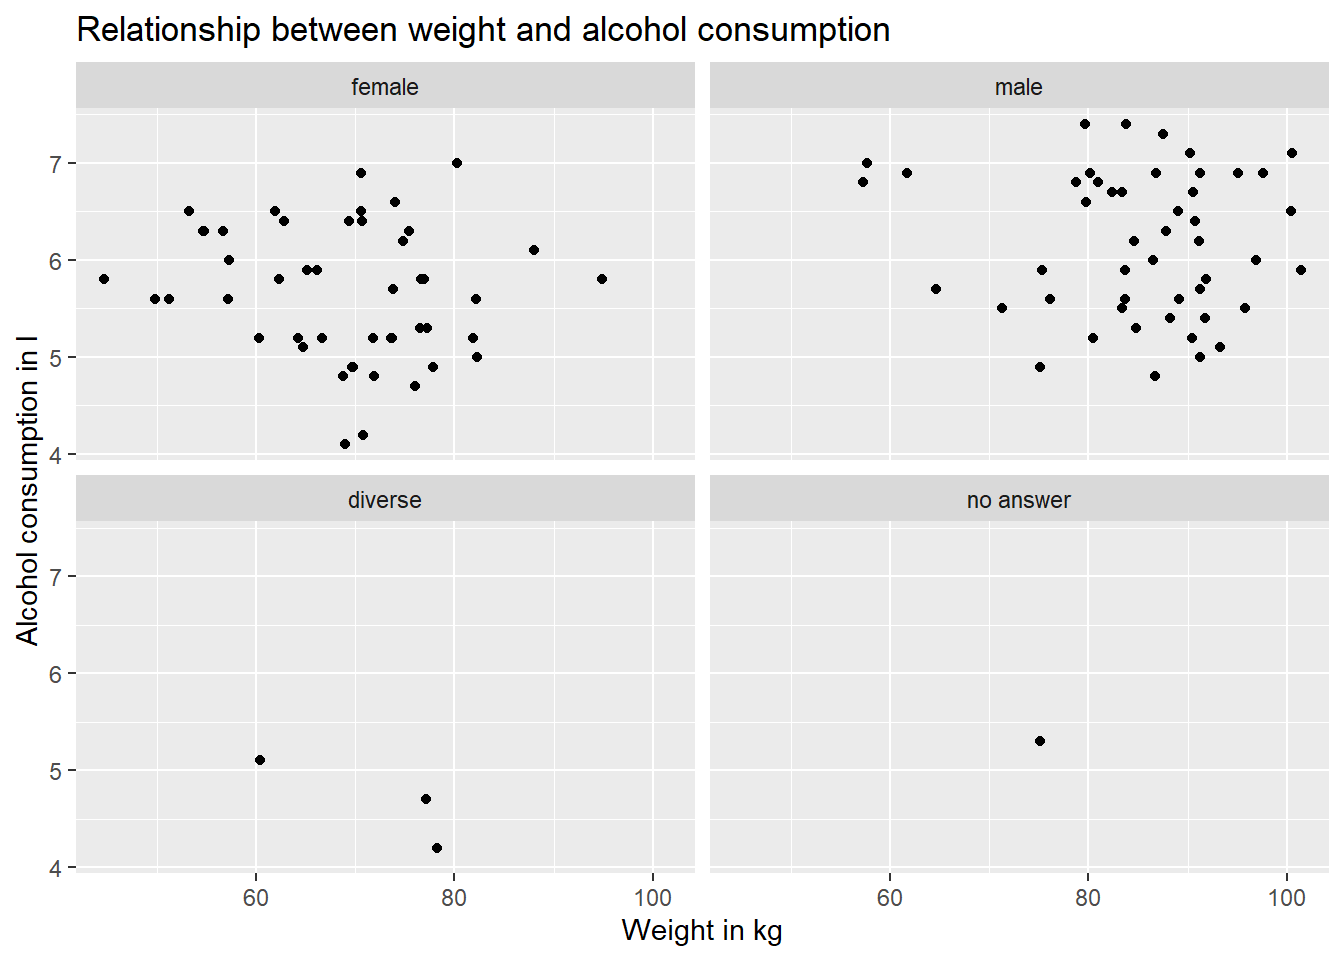 Relationship between weight and alcohol consumption
female
male
7
6
5
4
diverse
no answer
7
6
5
4
60
80
100
60
80
100
Weight in kg
Alcohol consumption in l